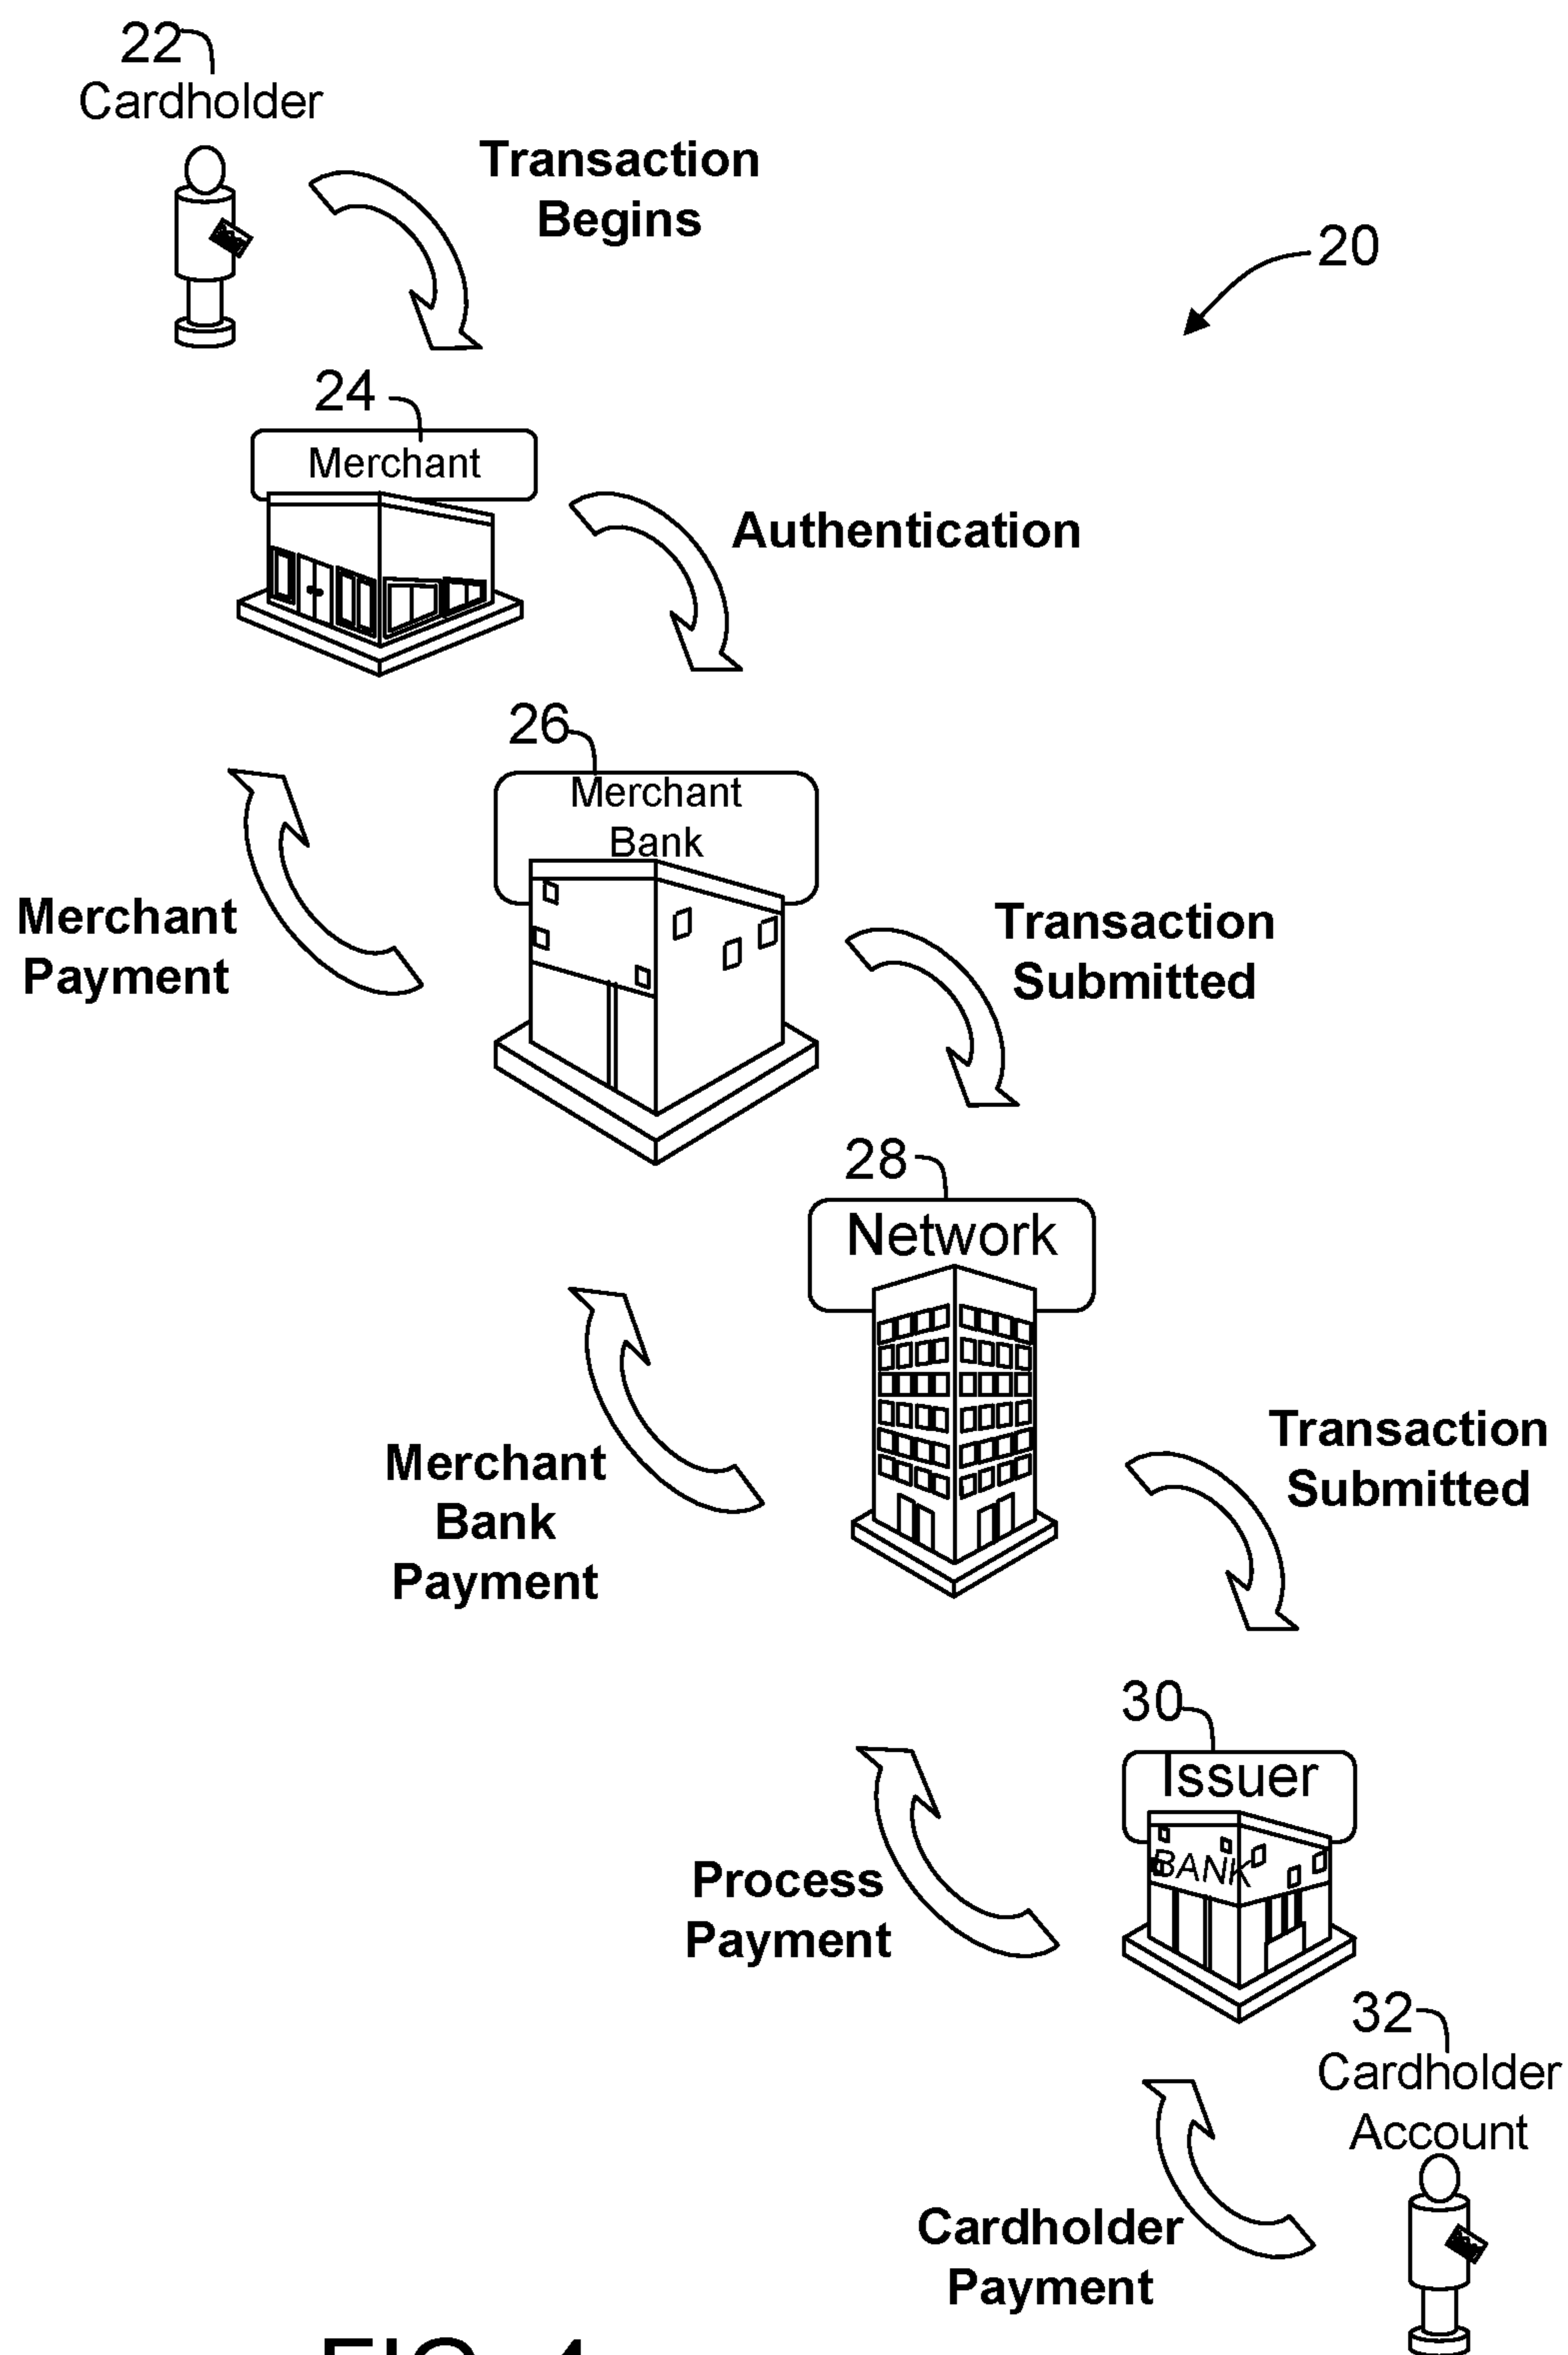 22
Cardholder
Transaction
Begins
20
24
Merchant
Authentication
26
Merchant
Bank
Merchant
Payment
Transaction
Submitted
28
Network
Merchant
Bank
Payment
Transaction
Submitted
30
Issuer
BANK
Process
Payment
32
Cardholder
Account
Cardholder
Payment